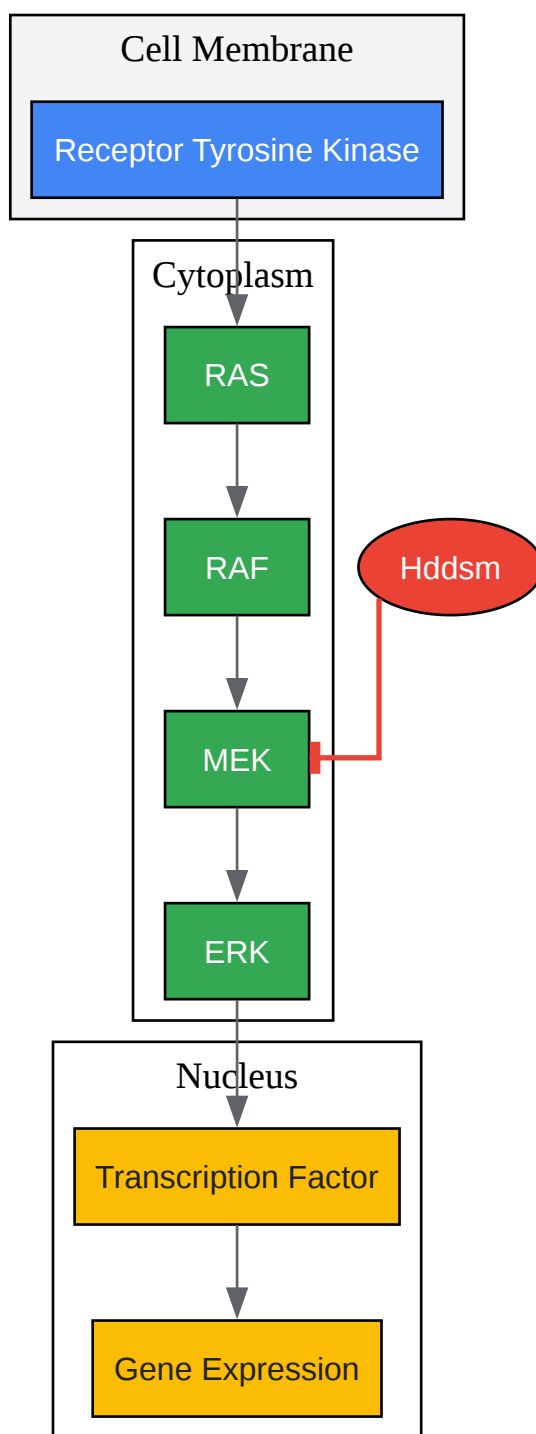 Cell Membrane
Receptor Tyrosine Kinase
Cytoplasm
RAS
RAF
Hddsm
MEK
ERK
Nucleus
Transcription Factor
Gene Expression